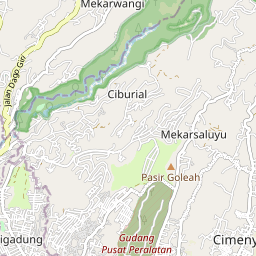 Mekarwangi
Jalan Dago Giri
Ciburial
Mekarsaluyu
Pasir Goleah
igadung
Gudang
Pusat Peralatan
Cimeny